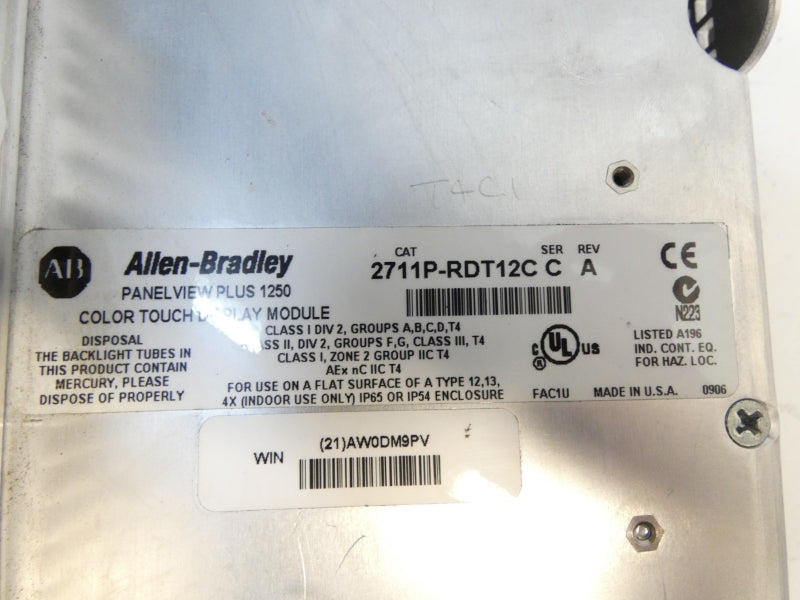 T4C1
AB Allen-Bradley
PANELVIEW PLUS 1250
COLOR TOUCH DISPLAY MODULE
CAT SER REV
2711P-RDT12C C A
CE
N223
DISPOSAL
THE BACKLIGHT TUBES IN
THIS PRODUCT CONTAIN
MERCURY, PLEASE
DISPOSE OF PROPERLY
CLASS I DIV 2, GROUPS A,B,C,D,T4
CLASS II, DIV 2, GROUPS F,G, CLASS III, T4
CLASS I, ZONE 2 GROUP IIC T4
AEx nC IIC T4
FOR USE ON A FLAT SURFACE OF A TYPE 12,13,
4X (INDOOR USE ONLY) IP65 OR IP54 ENCLOSURE
c UL us
LISTED A196
IND. CONT. EQ.
FOR HAZ. LOC.
FAC1U MADE IN U.S.A. 0906
WIN (21)AW0DM9PV